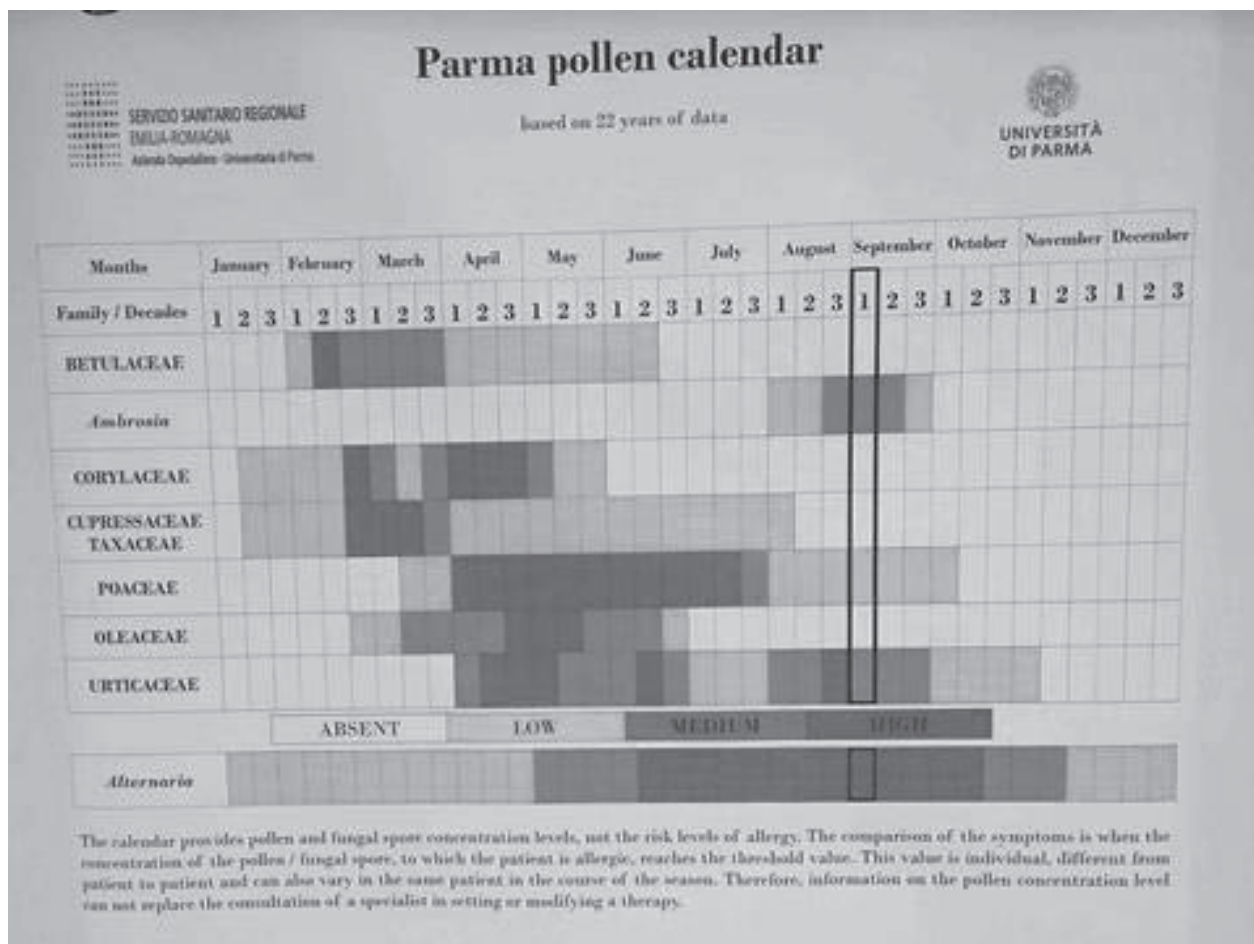 Parma pollen calendar
based on 22 years of data
SERVIZIO SANITARIO REGIONALE
EMILIA-ROMAGNA
Azienda Ospedaliero - Universitaria di Parma
UNIVERSITÀ
DI PARMA
Months January February March April May June July August September October November December
Family / Decades 1 2 3 1 2 3 1 2 3 1 2 3 1 2 3 1 2 3 1 2 3 1 2 3 1 2 3 1 2 3 1 2 3 1 2 3
BETULACEAE
Ambrosia
CORYLACEAE
CUPRESSACEAE
TAXACEAE
POACEAE
OLEACEAE
URTICACEAE
ABSENT LOW MEDIUM HIGH
Alternaria
The calendar provides pollen and fungal spore concentration levels, not the risk levels of allergy. The comparison of the symptoms is when the
concentration of the pollen / fungal spore, to which the patient is allergic, reaches the threshold value. This value is individual, different from
patient to patient and can also vary in the same patient in the course of the season. Therefore, information on the pollen concentration level
can not replace the consultation of a specialist in setting or modifying a therapy.